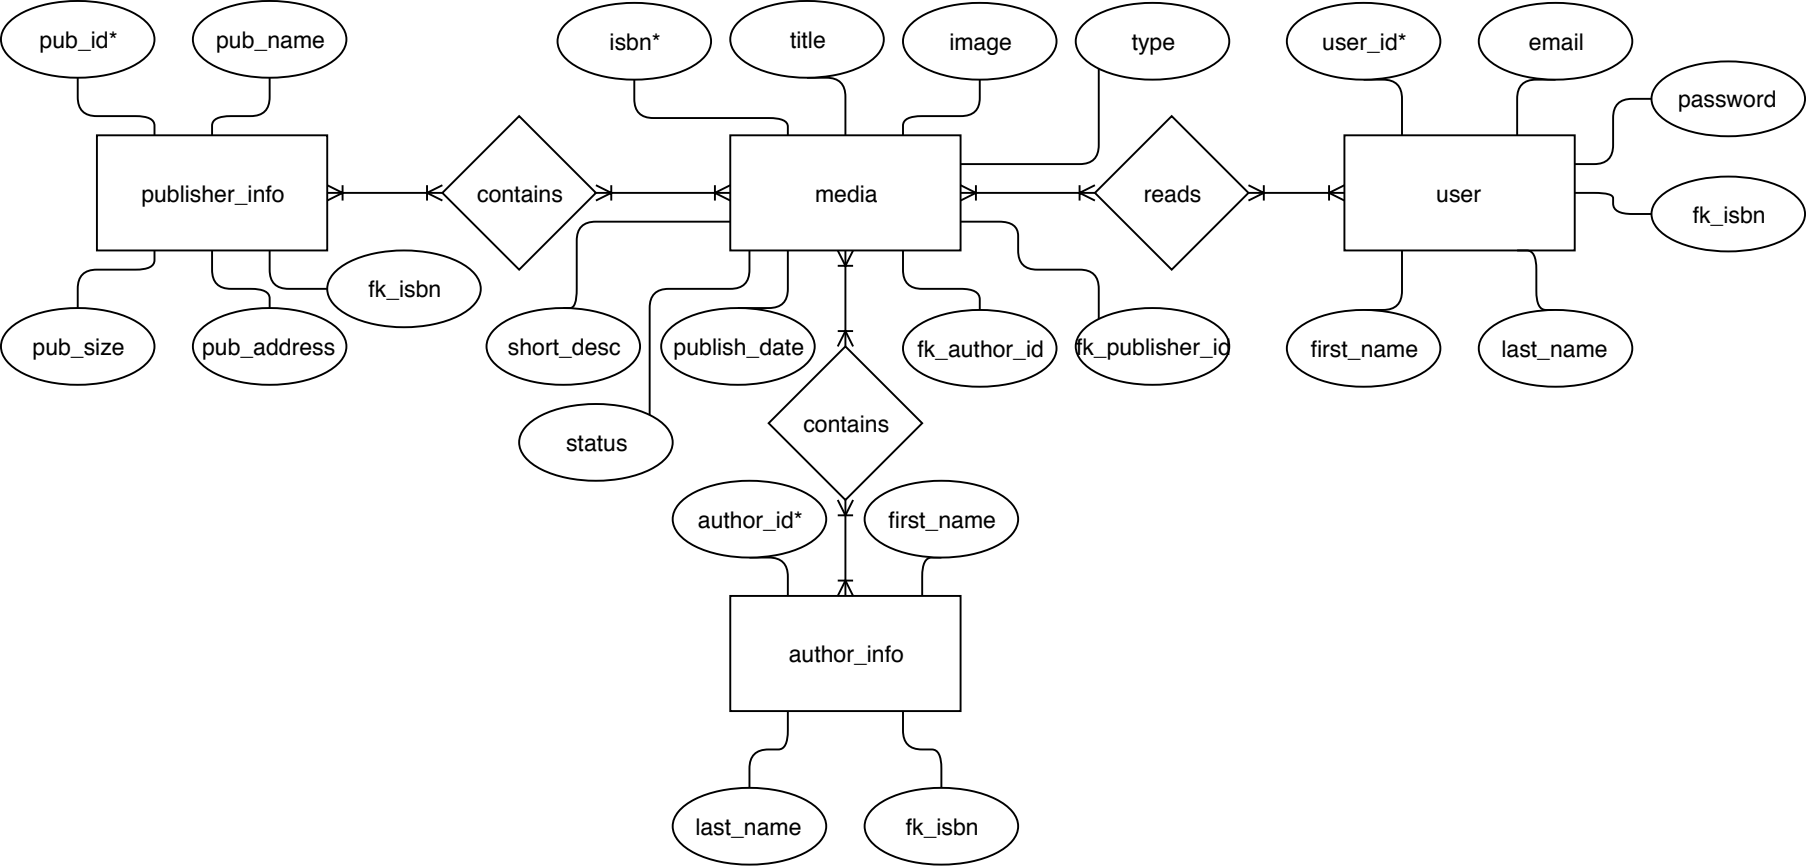 pub_id*
pub_name
isbn*
title
image
type
user_id*
email
password
publisher_info
contains
media
reads
user
fk_isbn
fk_isbn
pub_size
pub_address
short_desc
publish_date
fk_author_id
fk_publisher_id
first_name
last_name
status
contains
author_id*
first_name
author_info
last_name
fk_isbn